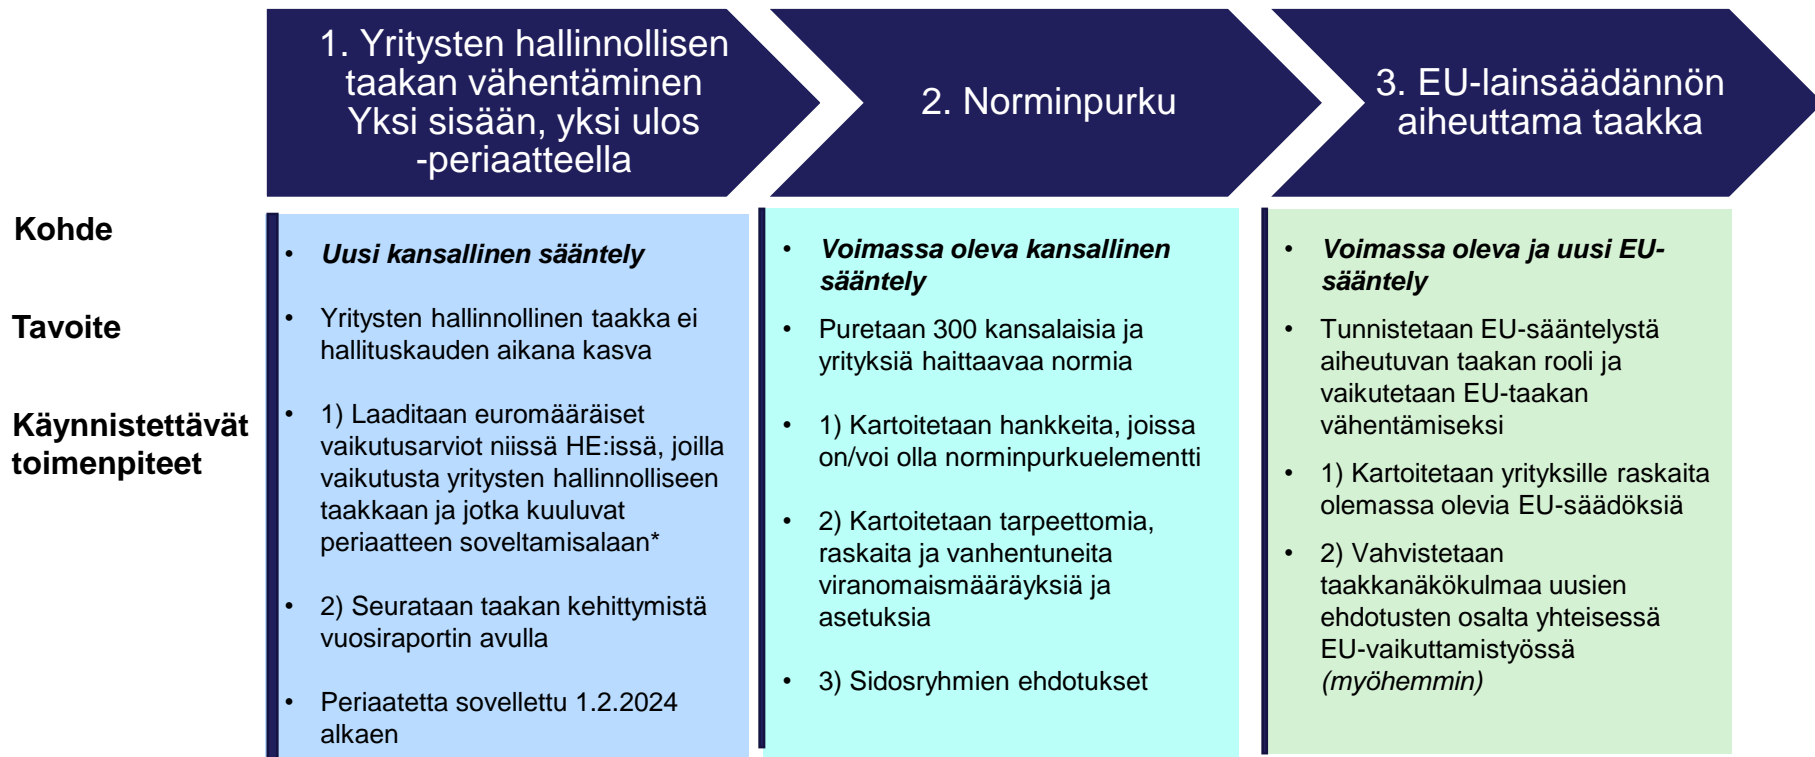 1. Yritysten hallinnollisen
taakan vähentäminen
Yksi sisään, yksi ulos
-periaatteella
2. Norminpurku
3. EU-lainsäädännön
aiheuttama taakka
Kohde
Tavoite
Käynnistettävät
toimenpiteet
• Uusi kansallinen sääntely
• Yritysten hallinnollinen taakka ei
hallituskauden aikana kasva
• 1) Laaditaan euromääräiset
vaikutusarviot niissä HE:issä, joilla
vaikutusta yritysten hallinnolliseen
taakkaan ja jotka kuuluvat
periaatteen soveltamisalaan*
• 2) Seurataan taakan kehittymistä
vuosiraportin avulla
• Periaatetta sovellettu 1.2.2024
alkaen
• Voimassa oleva kansallinen
sääntely
• Puretaan 300 kansalaisia ja
yrityksiä haittaavaa normia
• 1) Kartoitetaan hankkeita, joissa
on/voi olla norminpurkuelementti
• 2) Kartoitetaan tarpeettomia,
raskaita ja vanhentuneita
viranomaismääräyksiä ja
asetuksia
• 3) Sidosryhmien ehdotukset
• Voimassa oleva ja uusi EU-
sääntely
• Tunnistetaan EU-sääntelystä
aiheutuvan taakan rooli ja
vaikutetaan EU-taakan
vähentämiseksi
• 1) Kartoitetaan yrityksille raskaita
olemassa olevia EU-säädöksiä
• 2) Vahvistetaan
taakkanäkökulmaa uusien
ehdotusten osalta yhteisessä
EU-vaikuttamistyössä
(myöhemmin)